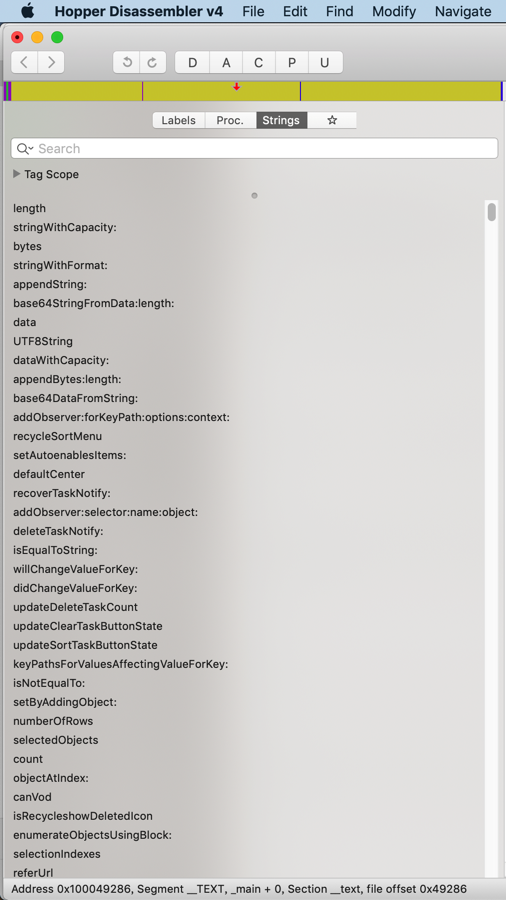 Hopper Disassembler v4 File Edit Find Modify Navigate
D A C P U
Labels Proc. Strings
Search
Tag Scope
length
stringWithCapacity:
bytes
stringWithFormat:
appendString:
base64StringFromData:length:
data
UTF8String
dataWithCapacity:
appendBytes:length:
base64DataFromString:
addObserver:forKeyPath:options:context:
recycleSortMenu
setAutoenablesItems:
defaultCenter
recoverTaskNotify:
addObserver:selector:name:object:
deleteTaskNotify:
isEqualToString:
willChangeValueForKey:
didChangeValueForKey:
updateDeleteTaskCount
updateClearTaskButtonState
updateSortTaskButtonState
keyPathsForValuesAffectingValueForKey:
isNotEqualTo:
setByAddingObject:
numberOfRows
selectedObjects
count
objectAtIndex:
canVod
isRecycleshowDeletedIcon
enumerateObjectsUsingBlock:
selectionIndexes
referUrl
Address 0x100049286, Segment __TEXT, _main + 0, Section __text, file offset 0x49286